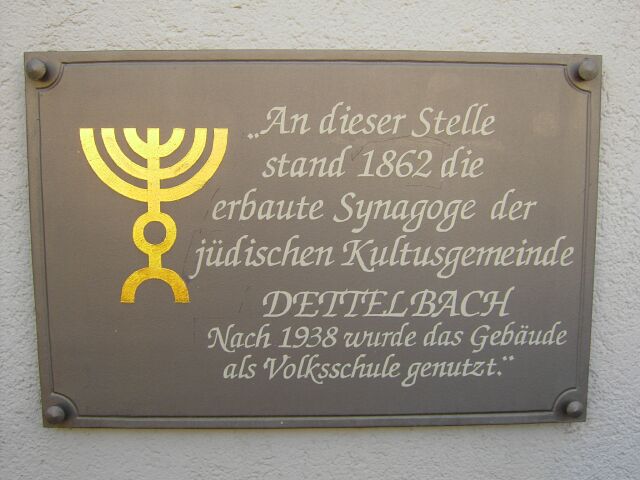 „An dieser Stelle
stand 1862 die
erbaute Synagoge der
jüdischen Kultusgemeinde
DETTELBACH
Nach 1938 wurde das Gebäude
als Volksschule genutzt.“